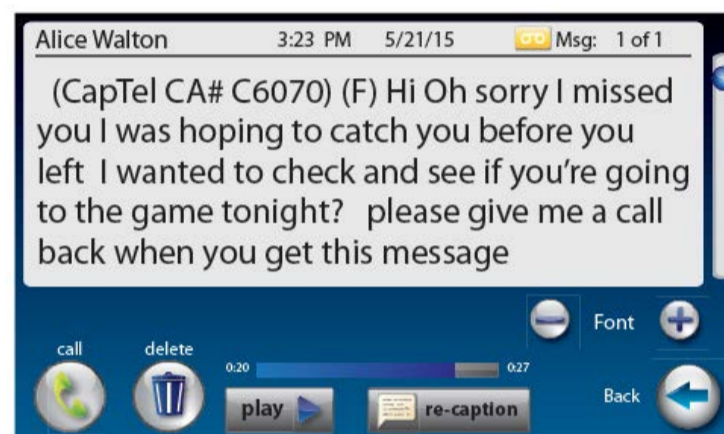 Alice Walton 3:23 PM 5/21/15 Msg: 1 of 1
(CapTel CA# C6070) (F) Hi Oh sorry I missed
you I was hoping to catch you before you
left I wanted to check and see if you're going
to the game tonight? please give me a call
back when you get this message
Font
call delete
0:20 0:27
play re-caption Back